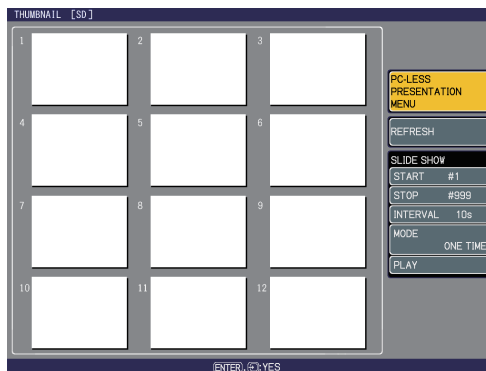 THUMBNAIL [SD]
1 2 3
4 5 6
7 8 9
10 11 12
PC-LESS
PRESENTATION
MENU
REFRESH
SLIDE SHOW
START #1
STOP #999
INTERVAL 10s
MODE
ONE TIME
PLAY
ENTER, :YES